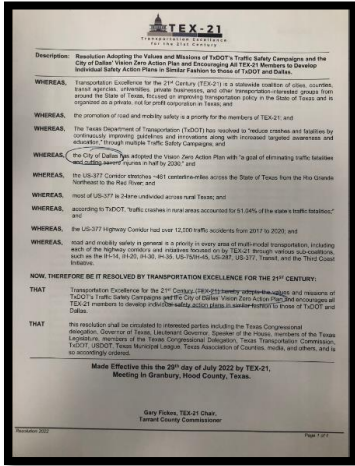 TEX-21
Transportation Excellence
for the 21st Century
Description: Resolution Adopting the Values and Missions of TxDOT's Traffic Safety Campaigns and the
City of Dallas' Vision Zero Action Plan and Encouraging All TEX-21 Members to Develop
Individual Safety Action Plans in Similar Fashion to those of TxDOT and Dallas.
WHEREAS, Transportation Excellence for the 21st Century (TEX-21) is a statewide coalition of cities, counties,
transit agencies, universities, private businesses, and other transportation-interested groups from
around the State of Texas, focused on improving transportation policy in the State of Texas and is
organized as a private, not for profit corporation in Texas; and
WHEREAS, the promotion of road and mobility safety is a priority for the members of TEX-21; and
WHEREAS, The Texas Department of Transportation (TxDOT) has resolved to "reduce crashes and fatalities by
continuously improving guidelines and innovations along with increased targeted awareness and
education," through multiple Traffic Safety Campaigns; and
WHEREAS, the City of Dallas has adopted the Vision Zero Action Plan with "a goal of eliminating traffic fatalities
and cutting severe injuries in half by 2030;" and
WHEREAS, the US-377 Corridor stretches ~481 centerline-miles across the State of Texas from the Rio Grande
Northeast to the Red River; and
WHEREAS, most of US-377 is 2-lane undivided across rural Texas; and
WHEREAS, according to TxDOT, "traffic crashes in rural areas accounted for 51.04% of the state's traffic fatalities;"
and
WHEREAS, the US-377 Highway Corridor had over 12,000 traffic accidents from 2017 to 2020; and
WHEREAS, road and mobility safety in general is a priority in every area of multi-modal transportation, including
each of the highway corridors and initiatives focused on by TEX-21 through various sub-coalitions,
such as the IH-14, IH-20, IH-30, IH-35, US-75/IH-45, US-287, US-377, Transit, and the Third Coast
Initiative.
NOW, THEREFORE BE IT RESOLVED BY TRANSPORTATION EXCELLENCE FOR THE 21ST CENTURY:
THAT Transportation Excellence for the 21st Century (TEX-21) hereby adopts the values and missions of
TxDOT's Traffic Safety Campaigns and the City of Dallas' Vision Zero Action Plan and encourages all
TEX-21 members to develop individual safety action plans in similar fashion to those of TxDOT and
Dallas.
THAT this resolution shall be circulated to interested parties including the Texas Congressional
delegation, Governor of Texas, Lieutenant Governor, Speaker of the House, members of the Texas
Legislature, members of the Texas Congressional Delegation, Texas Transportation Commission,
TxDOT, USDOT, Texas Municipal League, Texas Association of Counties, media, and others, and is
so accordingly ordered.
Made Effective this the 25th day of July 2022 by TEX-21,
Meeting in Granbury, Hood County, Texas.
Gary Fickes, TEX-21 Chair,
Tarrant County Commissioner
Resolution 2022
Page 1 of 1